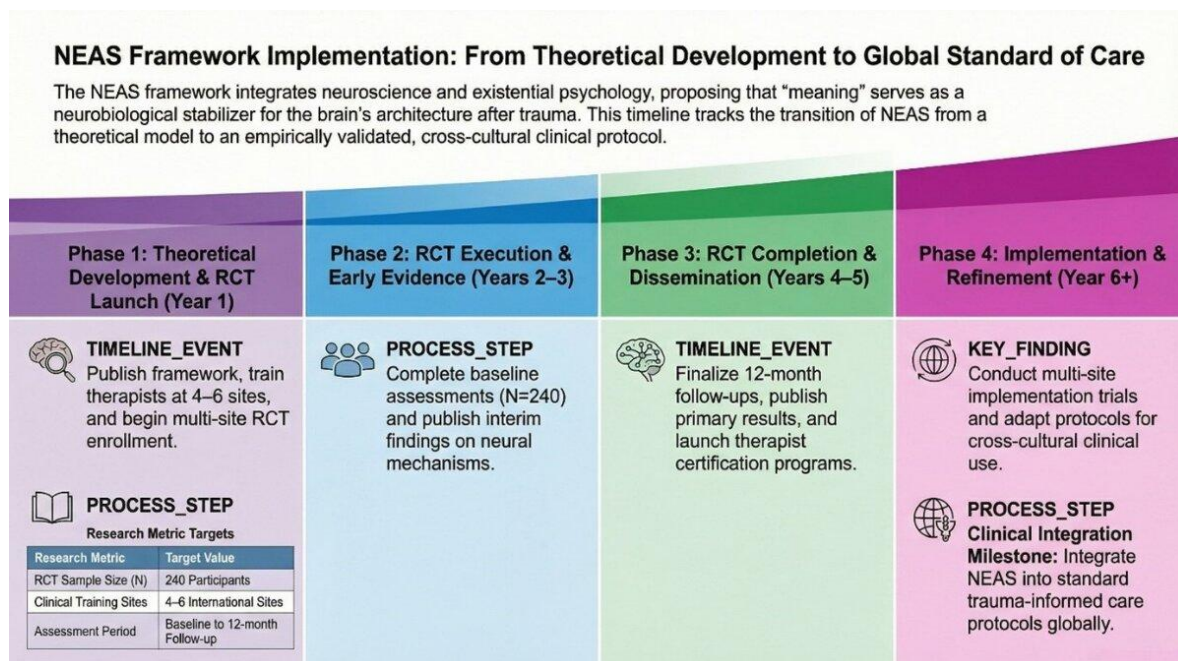 NEAS Framework Implementation: From Theoretical Development to Global Standard of Care
The NEAS framework integrates neuroscience and existential psychology, proposing that “meaning” serves as a
neurobiological stabilizer for the brain’s architecture after trauma. This timeline tracks the transition of NEAS from a
theoretical model to an empirically validated, cross-cultural clinical protocol.
Phase 1: Theoretical
Development & RCT
Launch (Year 1)
TIMELINE_EVENT
Publish framework, train
therapists at 4–6 sites,
and begin multi-site RCT
enrollment.
PROCESS_STEP
Research Metric Targets
Research Metric Target Value
RCT Sample Size (N) 240 Participants
Clinical Training Sites 4–6 International Sites
Assessment Period Baseline to 12-month
Follow-up
Phase 2: RCT Execution &
Early Evidence (Years 2–3)
PROCESS_STEP
Complete baseline
assessments (N=240)
and publish interim
findings on neural
mechanisms.
Phase 3: RCT Completion &
Dissemination (Years 4–5)
TIMELINE_EVENT
Finalize 12-month
follow-ups, publish
primary results, and
launch therapist
certification programs.
Phase 4: Implementation &
Refinement (Year 6+)
KEY_FINDING
Conduct multi-site
implementation trials
and adapt protocols for
cross-cultural clinical
use.
PROCESS_STEP
Clinical Integration
Milestone: Integrate
NEAS into standard
trauma-informed care
protocols globally.